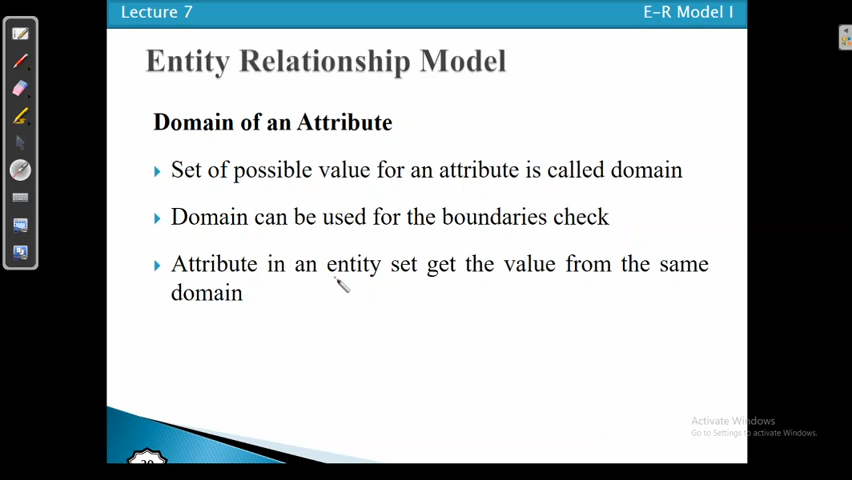 Lecture 7
E-R Model I
Entity Relationship Model
Domain of an Attribute
Set of possible value for an attribute is called domain
Domain can be used for the boundaries check
Attribute in an entity set get the value from the same
domain
Activate Windows
Go to Settings to activate Windows.